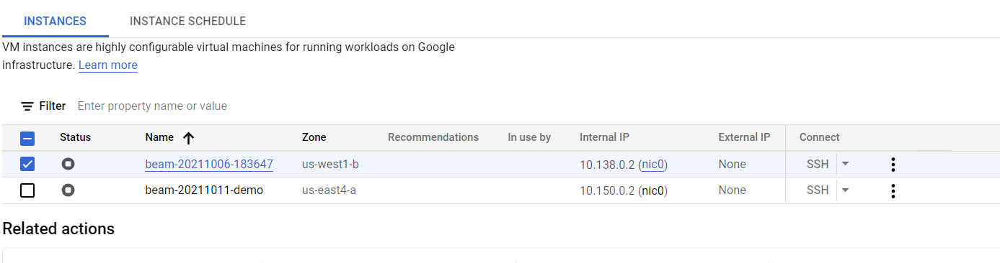 INSTANCES INSTANCE SCHEDULE
VM instances are highly configurable virtual machines for running workloads on Google
infrastructure. Learn more
Filter Enter property name or value
Status Name Zone Recommendations In use by Internal IP External IP Connect
beam-20211006-183647 us-west1-b 10.138.0.2 (nic0) None SSH
beam-20211011-demo us-east4-a 10.150.0.2 (nic0) None SSH
Related actions